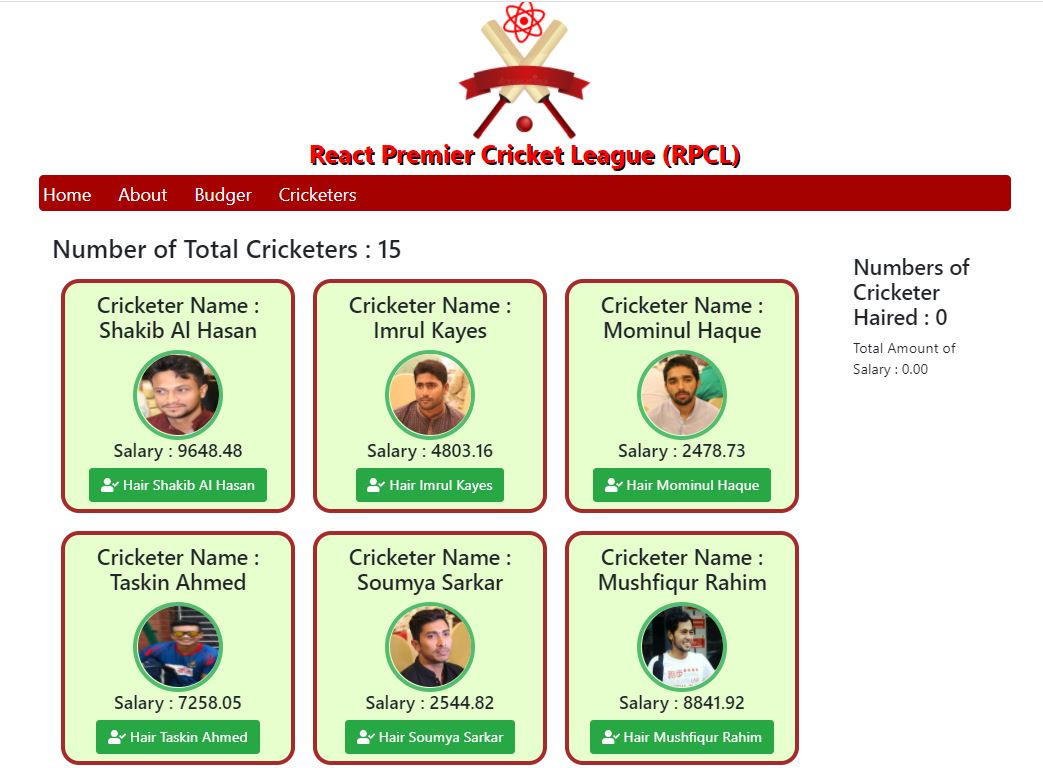 React Premier Cricket League (RPCL)
Home About Budger Cricketers
Number of Total Cricketers : 15
Cricketer Name :
Shakib Al Hasan
Salary : 9648.48
Hair Shakib Al Hasan
Cricketer Name :
Imrul Kayes
Salary : 4803.16
Hair Imrul Kayes
Cricketer Name :
Mominul Haque
Salary : 2478.73
Hair Mominul Haque
Cricketer Name :
Taskin Ahmed
Salary : 7258.05
Hair Taskin Ahmed
Cricketer Name :
Soumya Sarkar
Salary : 2544.82
Hair Soumya Sarkar
Cricketer Name :
Mushfiqur Rahim
Salary : 8841.92
Hair Mushfiqur Rahim
Numbers of
Cricketer
Haired : 0
Total Amount of
Salary : 0.00